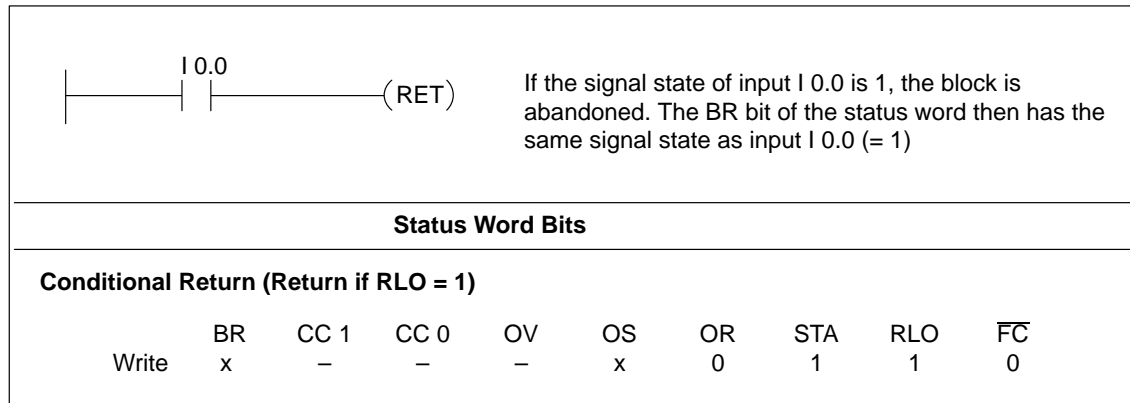 I 0.0
(RET)
If the signal state of input I 0.0 is 1, the block is
abandoned. The BR bit of the status word then has the
same signal state as input I 0.0 (= 1)
Status Word Bits
Conditional Return (Return if RLO = 1)
BR CC 1 CC 0 OV OS OR STA RLO F̅C̅
Write x – – – x 0 1 1 0